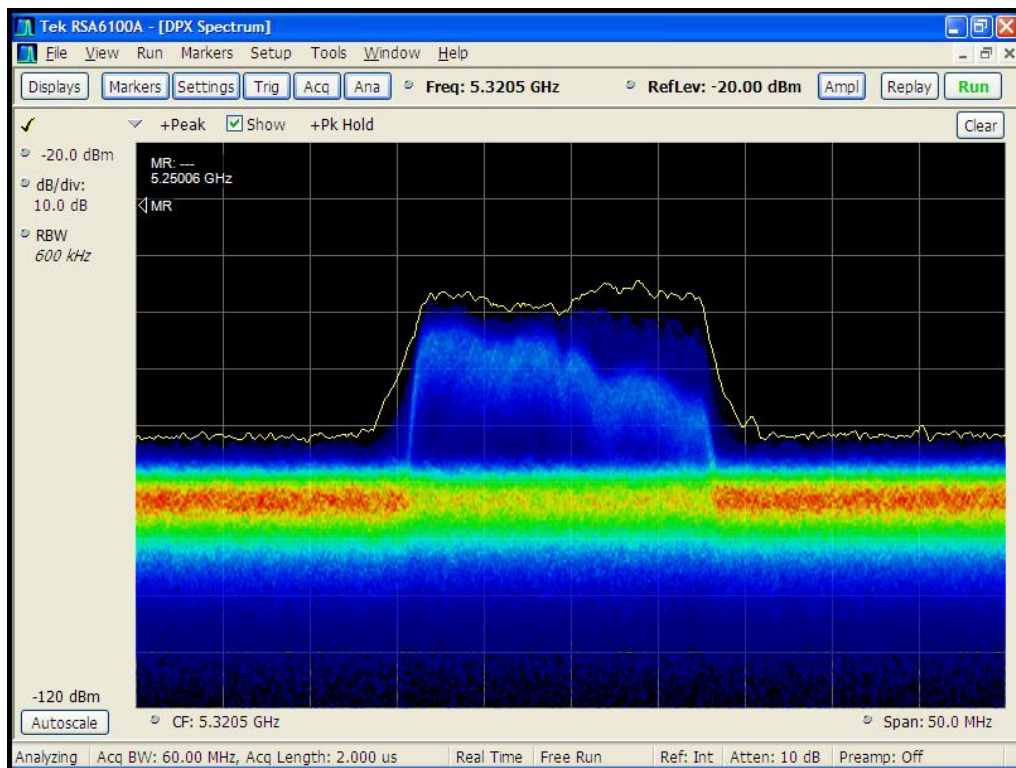 Tek RSA6100A - [DPX Spectrum]
File View Run Markers Setup Tools Window Help
Displays Markers Settings Trig Acq Ana Freq: 5.3205 GHz RefLev: -20.00 dBm Ampl Replay Run
+Peak Show +Pk Hold Clear
-20.0 dBm
dB/div:
10.0 dB
RBW
600 kHz
MR: ---
5.25006 GHz
MR
-120 dBm
Autoscale CF: 5.3205 GHz Span: 50.0 MHz
Analyzing Acq BW: 60.00 MHz, Acq Length: 2.000 us Real Time Free Run Ref: Int Atten: 10 dB Preamp: Off